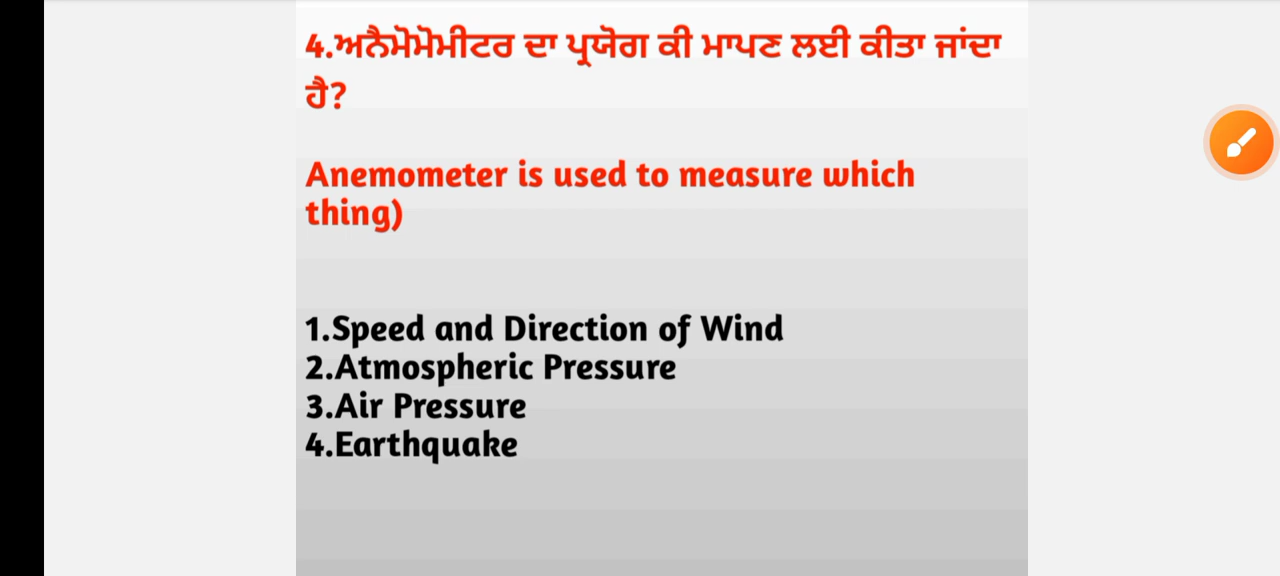 4.ਅਨੈਮੋਮੋਮੀਟਰ ਦਾ ਪ੍ਰਯੋਗ ਕੀ ਮਾਪਣ ਲਈ ਕੀਤਾ ਜਾਂਦਾ
ਹੈ?
Anemometer is used to measure which
thing)
1.Speed and Direction of Wind
2.Atmospheric Pressure
3.Air Pressure
4.Earthquake